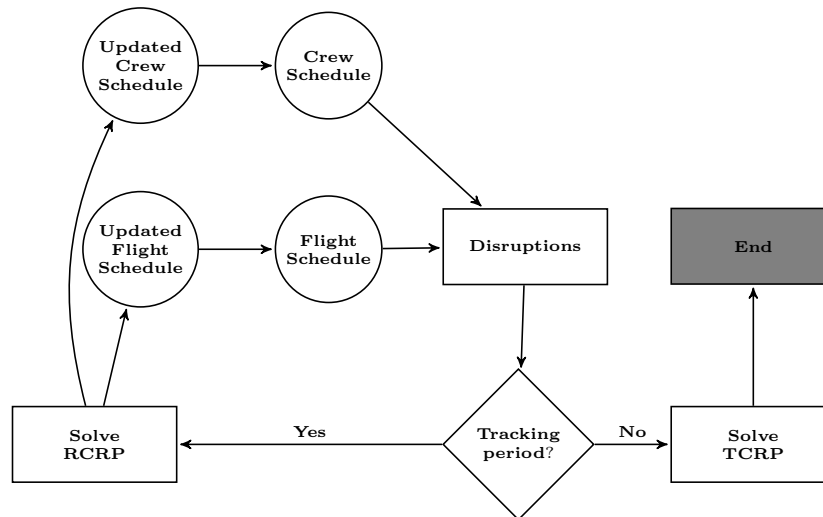 Updated
Crew
Schedule
Crew
Schedule
Updated
Flight
Schedule
Flight
Schedule
Disruptions
End
Solve
RCRP
Yes
Tracking
period?
No
Solve
TCRP